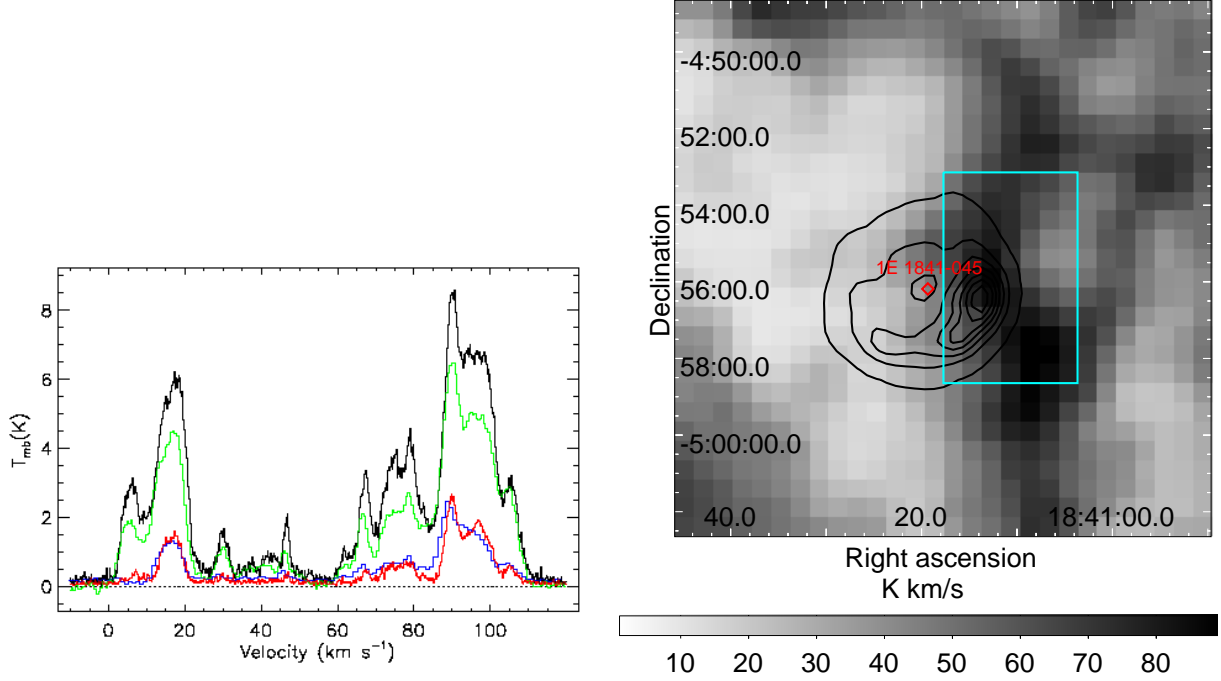 8
6
4
2
0
T_mb(K)
0 20 40 60 80 100
Velocity (km s⁻¹)
-4:50:00.0
52:00.0
54:00.0
56:00.0
58:00.0
-5:00:00.0
Declination
1E 1841-045
40.0 20.0 18:41:00.0
Right ascension
K km/s
10 20 30 40 50 60 70 80